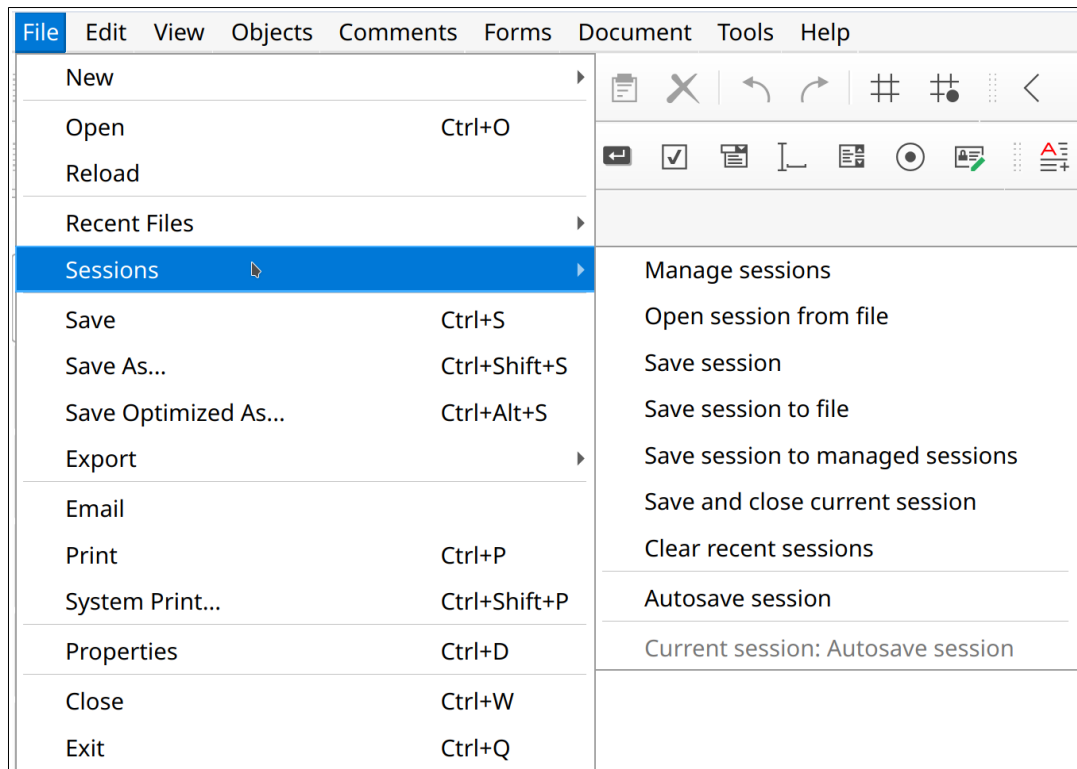 File Edit View Objects Comments Forms Document Tools Help
New
Open Ctrl+O
Reload
Recent Files
Sessions
Save Ctrl+S
Save As... Ctrl+Shift+S
Save Optimized As... Ctrl+Alt+S
Export
Email
Print Ctrl+P
System Print... Ctrl+Shift+P
Properties Ctrl+D
Close Ctrl+W
Exit Ctrl+Q
Manage sessions
Open session from file
Save session
Save session to file
Save session to managed sessions
Save and close current session
Clear recent sessions
Autosave session
Current session: Autosave session